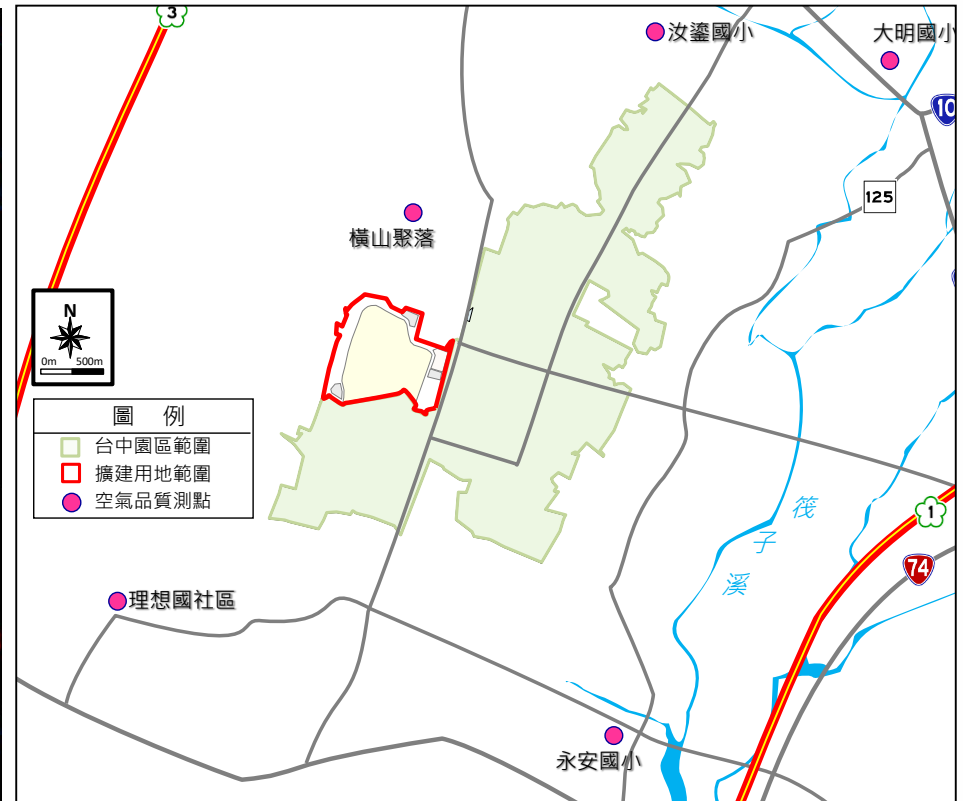 3
汝鎏國小
大明國小
10
125
橫山聚落
N
0m 500m
圖 例
台中園區範圍
擴建用地範圍
空氣品質測點
筏
子
溪
1
74
理想國社區
永安國小